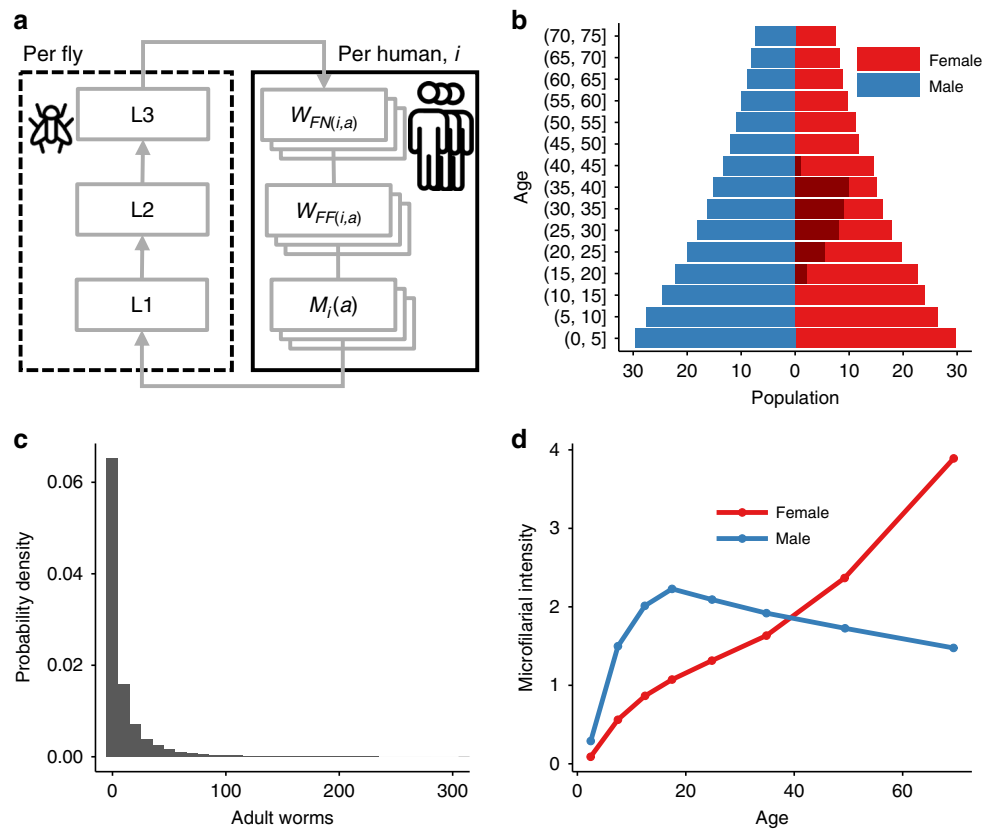 a
Per fly
Per human, i
L3
L2
L1
W_FN(i,a)
W_FF(i,a)
M_i(a)
b
Age
(70, 75]
(65, 70]
(60, 65]
(55, 60]
(50, 55]
(45, 50]
(40, 45]
(35, 40]
(30, 35]
(25, 30]
(20, 25]
(15, 20]
(10, 15]
(5, 10]
(0, 5]
Female
Male
30 20 10 0 10 20 30
Population
c
Probability density
0.06
0.04
0.02
0.00
0 100 200 300
Adult worms
d
Microfilarial intensity
4
3
2
1
0
Female
Male
0 20 40 60
Age